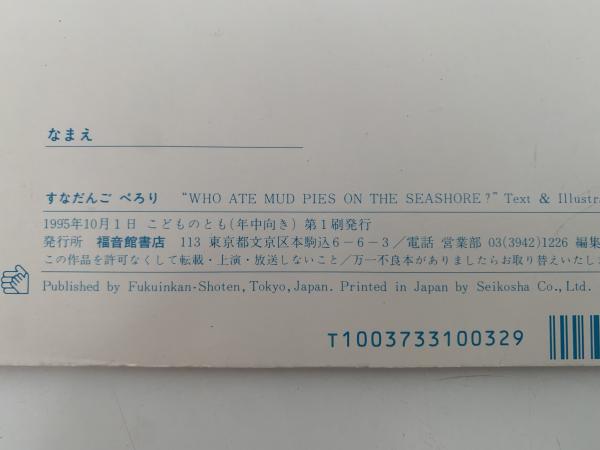 なまえ
すなだんご ぺろり "WHO ATE MUD PIES ON THE SEASHORE?" Text & Illustra
1995年10月1日 こどものとも(年中向き) 第1刷発行
発行所 福音館書店 113 東京都文京区本駒込6-6-3/電話 営業部 03(3942)1226 編集
この作品を許可なくして転載・上演・放送しないこと/万一不良本がありましたらお取り替えいたしま
Published by Fukuinkan-Shoten, Tokyo, Japan. Printed in Japan by Seikosha Co., Ltd.
T1003733100329